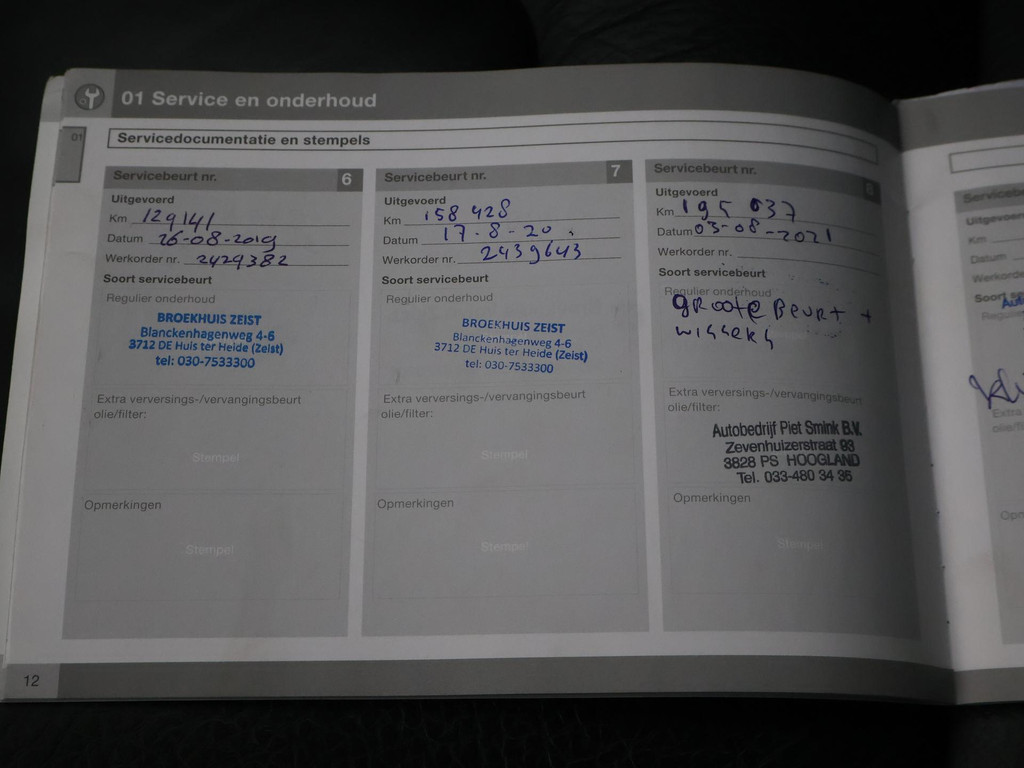 01 Service en onderhoud
01
Servicedocumentatie en stempels
Servicebeurt nr. 6
Uitgevoerd
Km 129141
Datum 26-08-2019
Werkorder nr. 2429382
Soort servicebeurt
Regulier onderhoud
BROEKHUIS ZEIST
Blanckenhagenweg 4-6
3712 DE Huis ter Heide (Zeist)
tel: 030-7533300
Extra verversings-/vervangingsbeurt
olie/filter:
Stempel
Opmerkingen
Stempel
Servicebeurt nr. 7
Uitgevoerd
Km 158 428
Datum 17-8-20
Werkorder nr. 2439643
Soort servicebeurt
Regulier onderhoud
BROEKHUIS ZEIST
Blanckenhagenweg 4-6
3712 DE Huis ter Heide (Zeist)
tel: 030-7533300
Extra verversings-/vervangingsbeurt
olie/filter:
Stempel
Opmerkingen
Stempel
Servicebeurt nr. 8
Uitgevoerd
Km 195 037
Datum 03-08-2021
Werkorder nr.
Soort servicebeurt
Regulier onderhoud
grote Beurt +
wissers
Extra verversings-/vervangingsbeurt
olie/filter:
Autobedrijf Piet Smink B.V.
Zevenhuizerstraat 93
3828 PS HOOGLAND
Tel. 033-480 34 36
Opmerkingen
Stempel
12